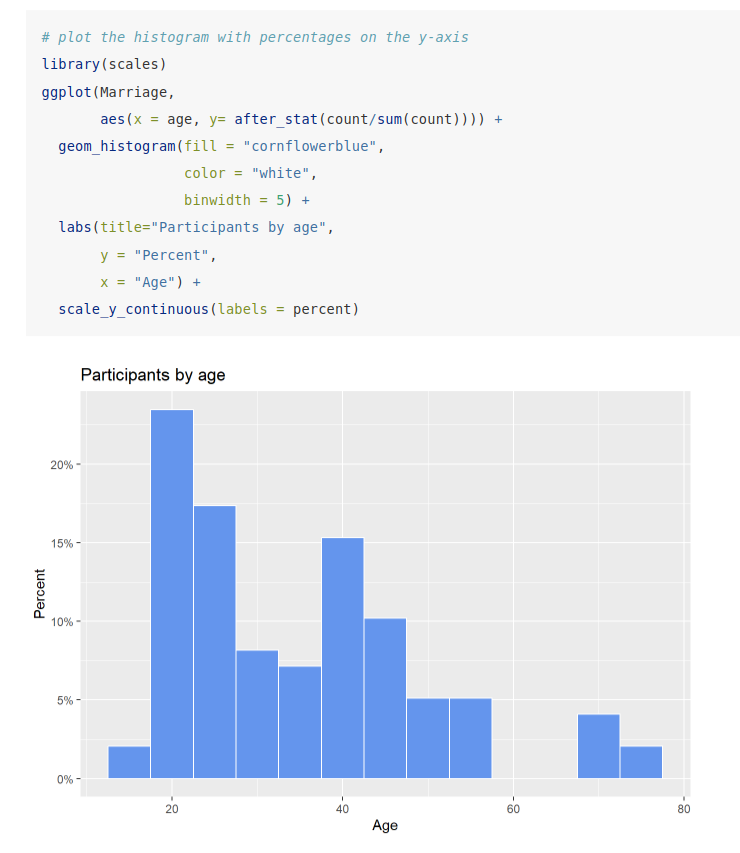 # plot the histogram with percentages on the y-axis
library(scales)
ggplot(Marriage,
       aes(x = age, y= after_stat(count/sum(count)))) +
  geom_histogram(fill = "cornflowerblue",
                 color = "white",
                 binwidth = 5) +
  labs(title="Participants by age",
       y = "Percent",
       x = "Age") +
  scale_y_continuous(labels = percent)
Participants by age
20%
15%
10%
5%
0%
Percent
20 40 60 80
Age